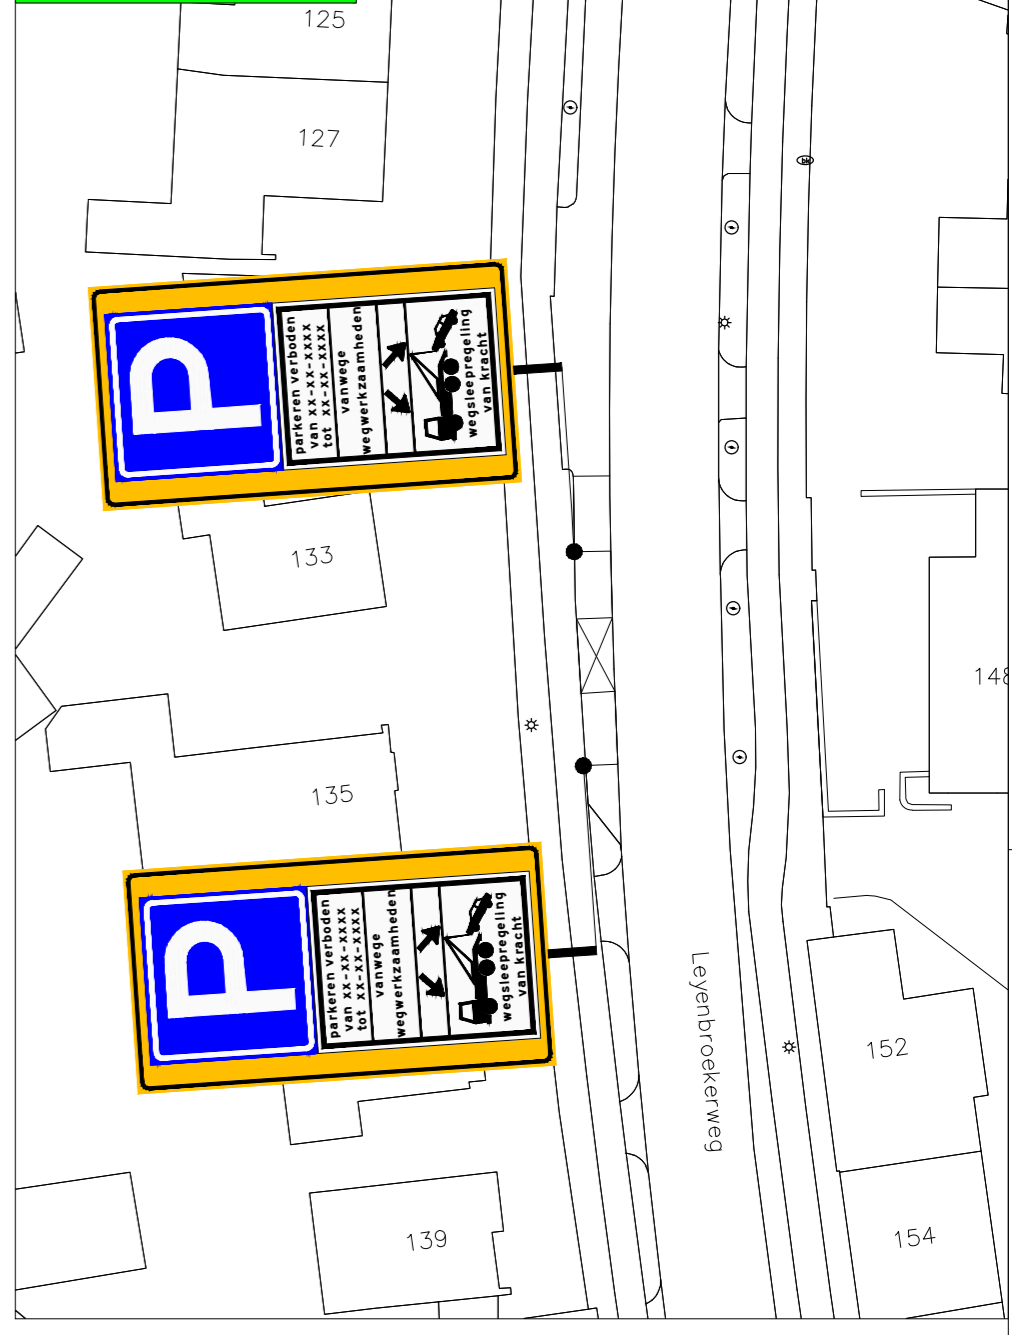 125
127
P
parkeren verboden
van xx-xx-xxxx
tot xx-xx-xxxx
vanwege
wegwerkzaamheden
wegsleepregeling
van kracht
133
148
135
P
parkeren verboden
van xx-xx-xxxx
tot xx-xx-xxxx
vanwege
wegwerkzaamheden
wegsleepregeling
van kracht
Leyenbroekerweg
152
139
154